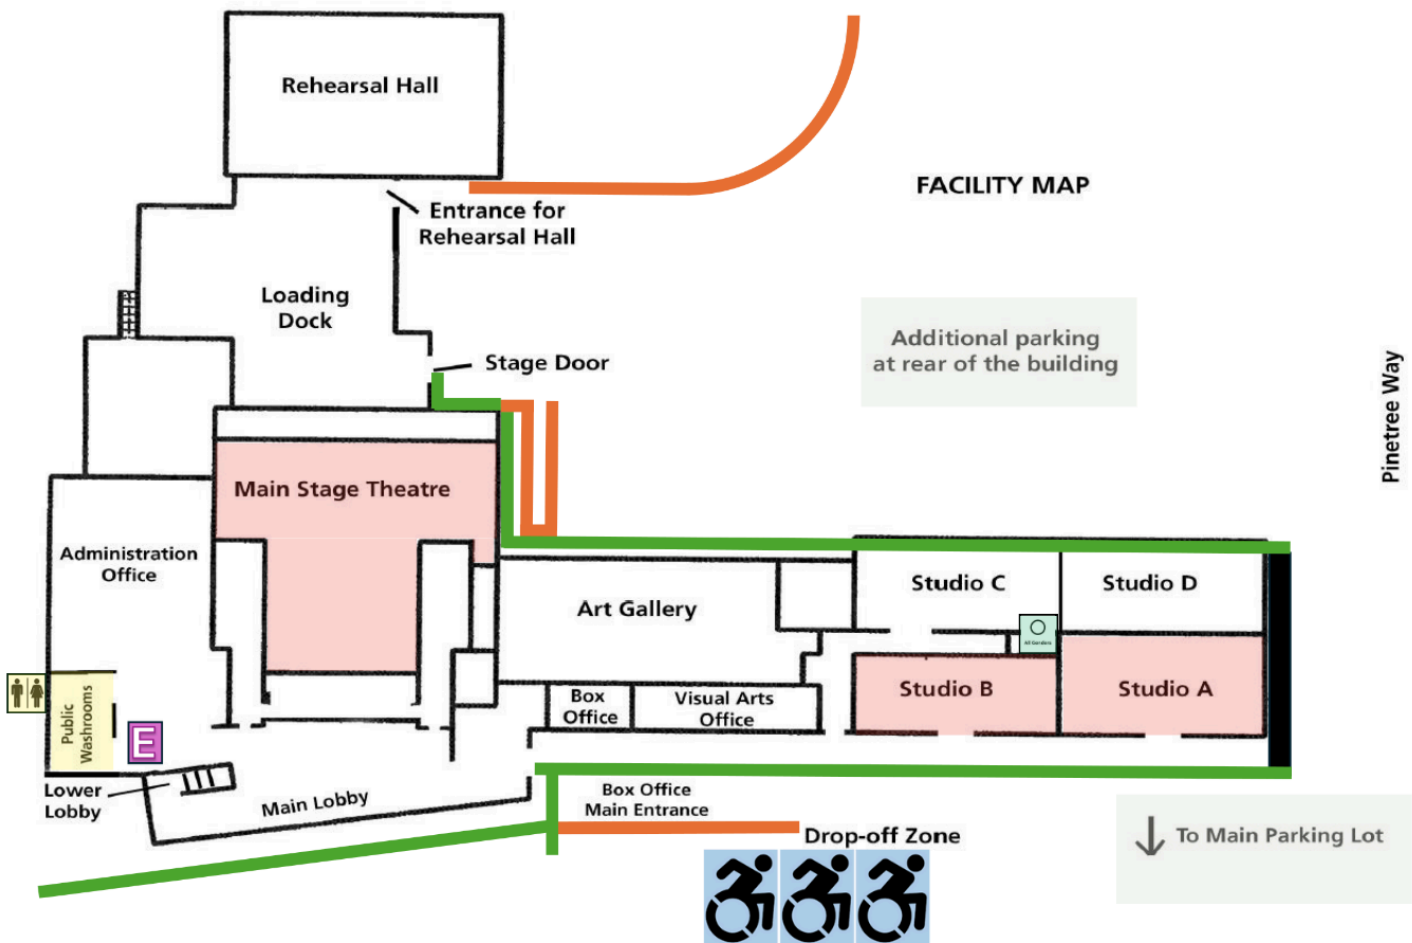 Rehearsal Hall
FACILITY MAP
Entrance for
Rehearsal Hall
Loading
Dock
Additional parking
at rear of the building
Stage Door
Pinetree Way
Main Stage Theatre
Administration
Office
Art Gallery
Studio C
Studio D
All Genders
Box
Office
Visual Arts
Office
Studio B
Studio A
Public
Washrooms
E
Lower
Lobby
Main Lobby
Box Office
Main Entrance
Drop-off Zone
To Main Parking Lot